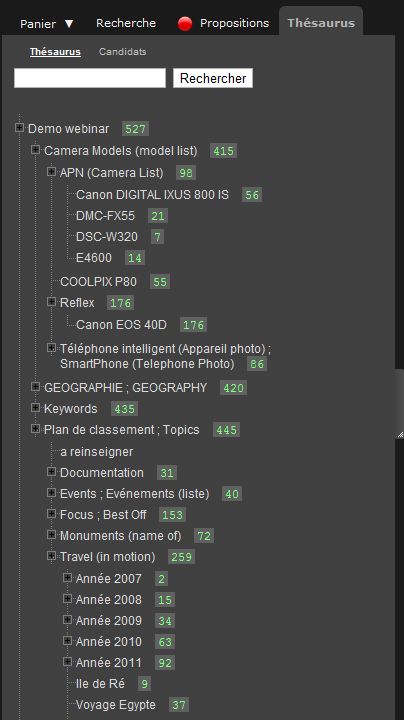 Panier ▼ Recherche Propositions Thésaurus
Thésaurus Candidats
Rechercher
Demo webinar 527
Camera Models (model list) 415
APN (Camera List) 98
Canon DIGITAL IXUS 800 IS 56
DMC-FX55 21
DSC-W320 7
E4600 14
COOLPIX P80 55
Reflex 176
Canon EOS 40D 176
Téléphone intelligent (Appareil photo) ;
SmartPhone (Telephone Photo) 86
GEOGRAPHIE ; GEOGRAPHY 420
Keywords 435
Plan de classement ; Topics 445
a reinseigner
Documentation 31
Events ; Evénements (liste) 40
Focus ; Best Off 153
Monuments (name of) 72
Travel (in motion) 259
Année 2007 2
Année 2008 15
Année 2009 34
Année 2010 63
Année 2011 92
Ile de Ré 9
Voyage Egypte 37